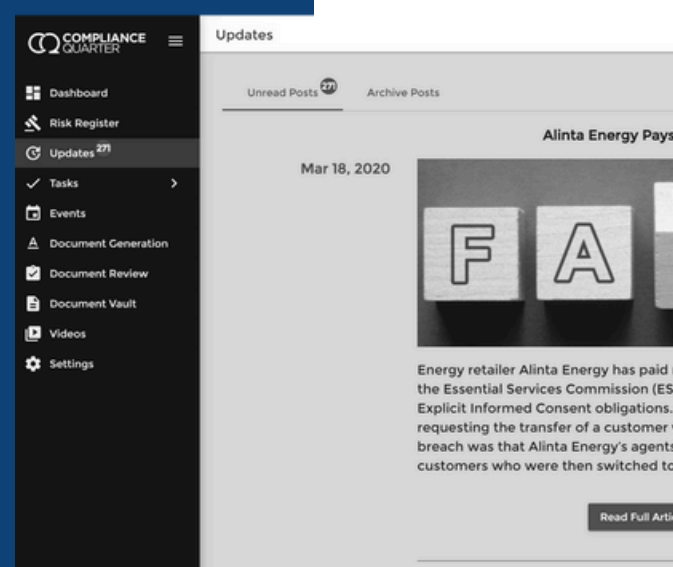 COMPLIANCE
QUARTER
Dashboard
Risk Register
Updates 271
Tasks
Events
Document Generation
Document Review
Document Vault
Videos
Settings
Updates
Unread Posts 271
Archive Posts
Alinta Energy Pays
Mar 18, 2020
F A
Energy retailer Alinta Energy has paid
the Essential Services Commission (ES
Explicit Informed Consent obligations.
requesting the transfer of a customer
breach was that Alinta Energy's agents
customers who were then switched to
Read Full Arti